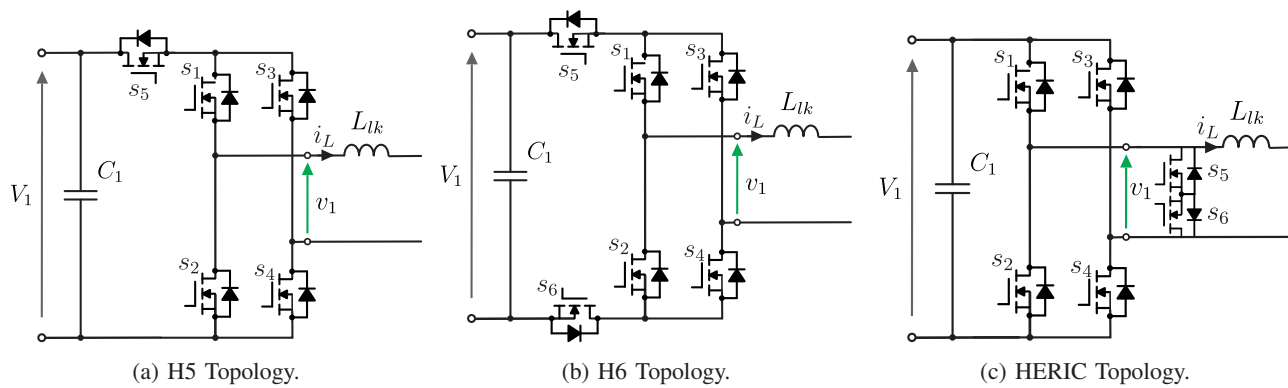 s5
s1
s3
V1
C1
iL
Llk
v1
s2
s4
(a) H5 Topology.
s5
s1
s3
V1
C1
iL
Llk
v1
s2
s4
s6
(b) H6 Topology.
s1
s3
V1
C1
iL
Llk
v1
s5
s6
s2
s4
(c) HERIC Topology.